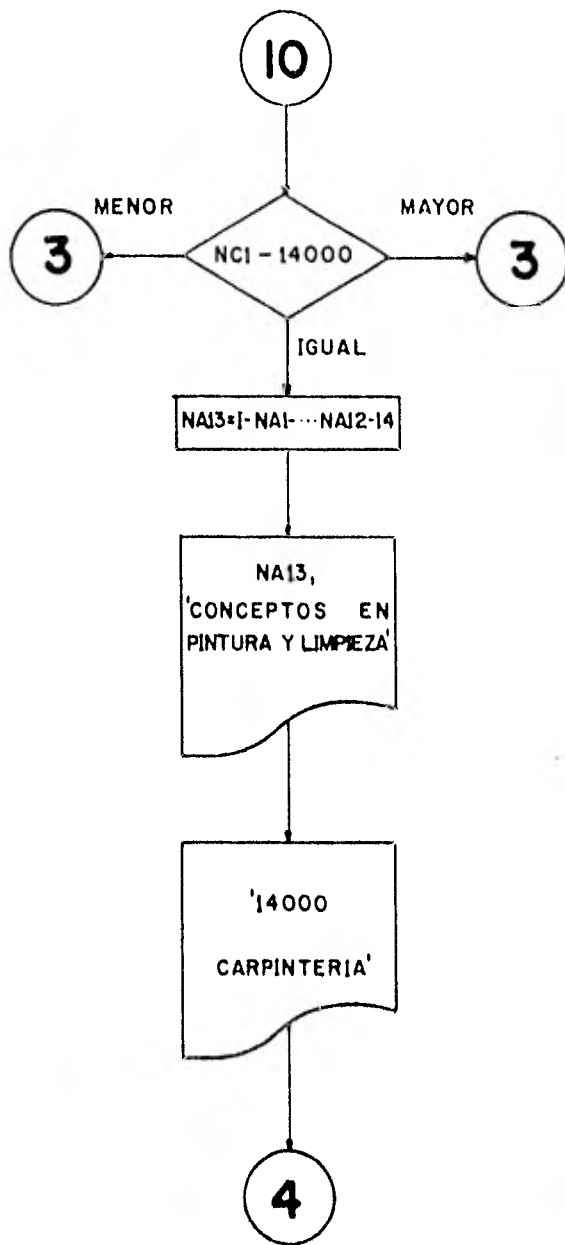 10
MENOR
MAYOR
3
NC1 - 14000
3
IGUAL
NA13=I-NA1-···NA12-14
NA13,
'CONCEPTOS EN
PINTURA Y LIMPIEZA'
'14000
CARPINTERIA'
4